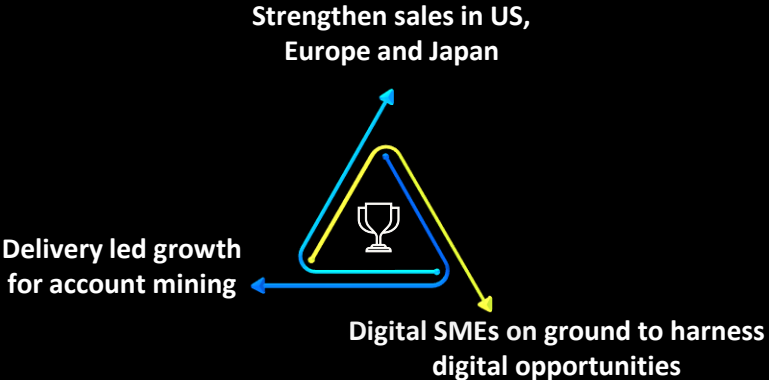 Strengthen sales in US,
Europe and Japan
Delivery led growth
for account mining
Digital SMEs on ground to harness
digital opportunities